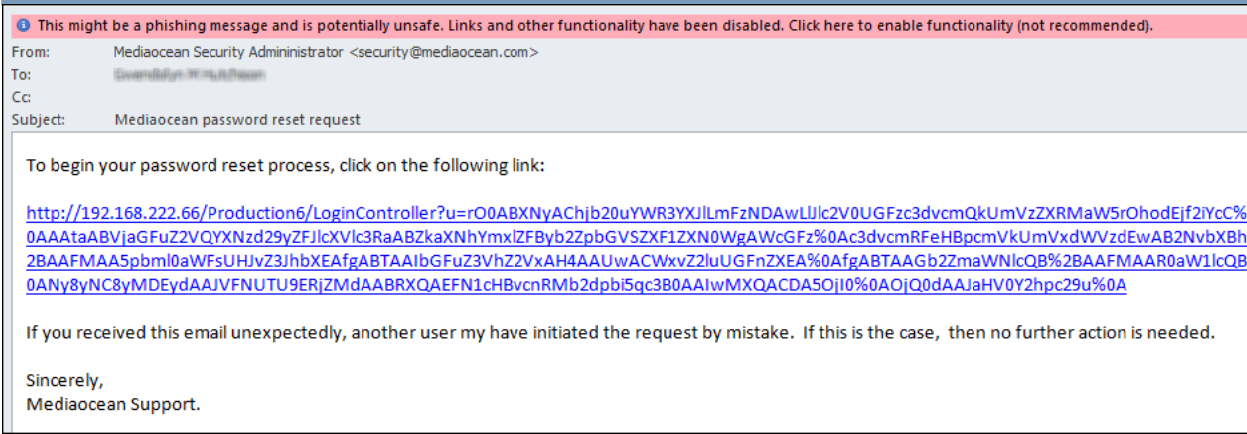 This might be a phishing message and is potentially unsafe. Links and other functionality have been disabled. Click here to enable functionality (not recommended).
From: Mediaocean Security Admininistrator <security@mediaocean.com>
To:
Cc:
Subject: Mediaocean password reset request
To begin your password reset process, click on the following link:
http://192.168.222.66/Production6/LoginController?u=rO0ABXNyAChjb20uYWR3YXJlLmFzNDAwLlJlc2V0UGFzc3dvcmQkUmVzZXRMaW5rOhodEjf2iYcC%
0AAAtaABVjaGFuZ2VQYXNzd29yZFJlcXVlc3RaABZkaXNhYmxlZFByb2ZpbGVSZXF1ZXN0WgAWcGFz%0Ac3dvcmRFeHBpcmVkUmVxdWVzdEwAB2NvbXBh
2BAAFMAA5pbml0aWFsUHJvZ3JhbXEAfgABTAAIbGFuZ3VhZ2VxAH4AAUwACWxvZ2luUGFnZXEA%0AfgABTAAGb2ZmaWNlcQB%2BAAFMAAR0aW1lcQB
0ANy8yNC8yMDEydAAJVFNUTU9ERjZMdAABRXQAEFN1cHBvcnRMb2dpbi5qc3B0AAIwMXQACDA5OjI0%0AOjQ0dAAJaHV0Y2hpc29u%0A
If you received this email unexpectedly, another user my have initiated the request by mistake. If this is the case, then no further action is needed.
Sincerely,
Mediaocean Support.